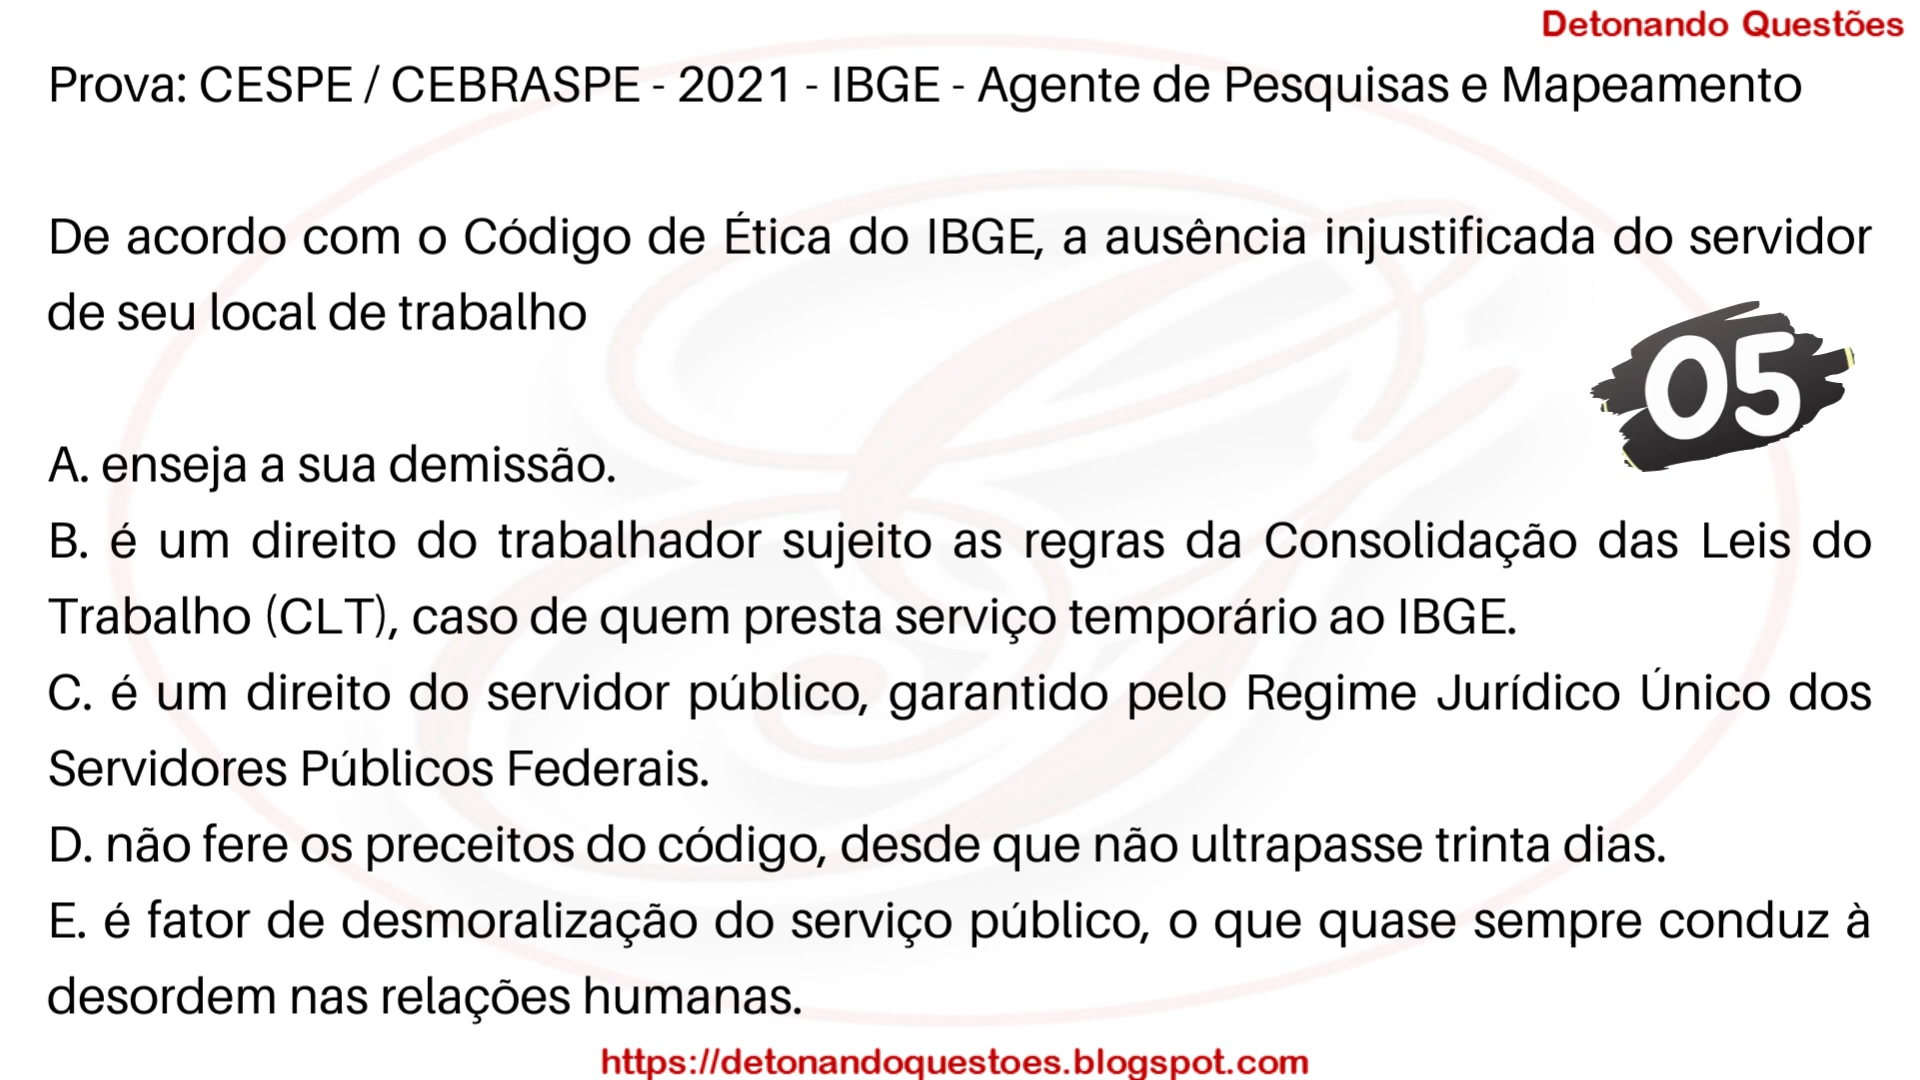 Detonando Questões
Prova: CESPE / CEBRASPE - 2021 - IBGE - Agente de Pesquisas e Mapeamento
De acordo com o Código de Ética do IBGE, a ausência injustificada do servidor
de seu local de trabalho
05
A. enseja a sua demissão.
B. é um direito do trabalhador sujeito as regras da Consolidação das Leis do
Trabalho (CLT), caso de quem presta serviço temporário ao IBGE.
C. é um direito do servidor público, garantido pelo Regime Jurídico Único dos
Servidores Públicos Federais.
D. não fere os preceitos do código, desde que não ultrapasse trinta dias.
E. é fator de desmoralização do serviço público, o que quase sempre conduz à
desordem nas relações humanas.
https://detonandoquestoes.blogspot.com